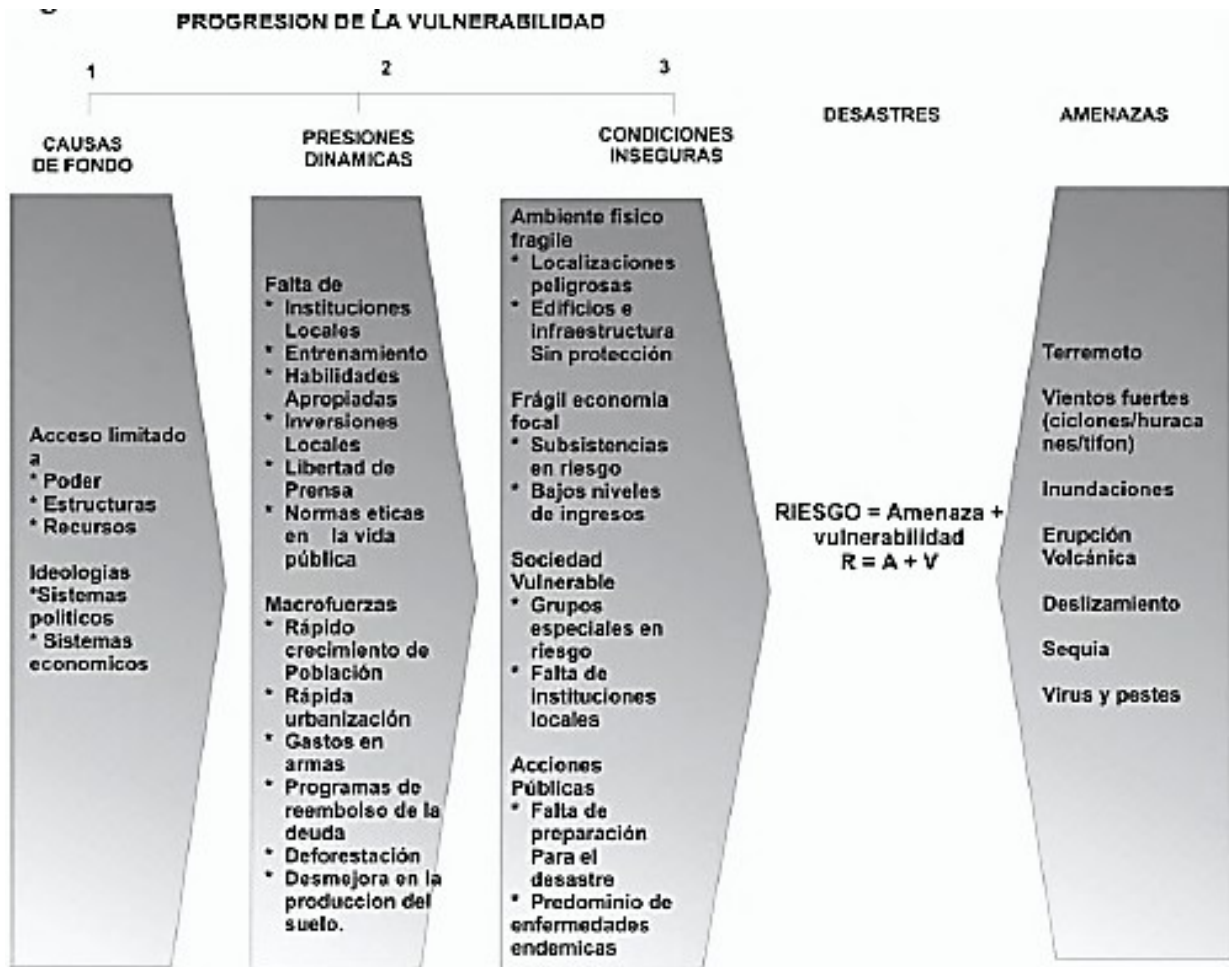 PROGRESION DE LA VULNERABILIDAD
1
2
3
CAUSAS
DE FONDO
PRESIONES
DINAMICAS
CONDICIONES
INSEGURAS
DESASTRES
AMENAZAS
Acceso limitado
a
* Poder
* Estructuras
* Recursos
Ideologias
*Sistemas
politicos
* Sistemas
economicos
Falta de
* Instituciones
Locales
* Entrenamiento
* Habilidades
Apropiadas
* Inversiones
Locales
* Libertad de
Prensa
* Normas eticas
en la vida
pública
Macrofuerzas
* Rápido
crecimiento de
Población
* Rápida
urbanización
* Gastos en
armas
* Programas de
reembolso de la
deuda
* Deforestación
* Desmejora en la
produccion del
suelo.
Ambiente fisico
fragile
* Localizaciones
peligrosas
* Edificios e
infraestructura
Sin protección
Frágil economia
focal
* Subsistencias
en riesgo
* Bajos niveles
de ingresos
Sociedad
Vulnerable
* Grupos
especiales en
riesgo
* Falta de
instituciones
locales
Acciones
Públicas
* Falta de
preparación
Para el
desastre
* Predominio de
enfermedades
endemicas
RIESGO = Amenaza +
vulnerabilidad
R = A + V
Terremoto
Vientos fuertes
(ciclones/huraca
nes/tifon)
Inundaciones
Erupción
Volcánica
Deslizamiento
Sequia
Virus y pestes